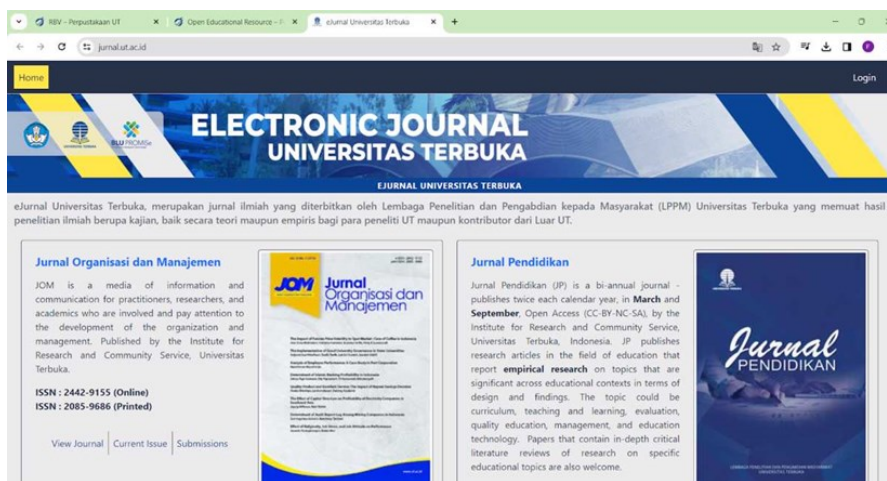 RBV - Perpustakaan UT
Open Educational Resource -
eJurnal Universitas Terbuka
jurnal.ut.ac.id
Home
Login
BLU PROMISe
ELECTRONIC JOURNAL
UNIVERSITAS TERBUKA
EJURNAL UNIVERSITAS TERBUKA
eJurnal Universitas Terbuka, merupakan jurnal ilmiah yang diterbitkan oleh Lembaga Penelitian dan Pengabdian kepada Masyarakat (LPPM) Universitas Terbuka yang memuat hasil
penelitian ilmiah berupa kajian, baik secara teori maupun empiris bagi para peneliti UT maupun kontributor dari Luar UT.
Jurnal Organisasi dan Manajemen
JOM is a media of information and
communication for practitioners, researchers, and
academics who are involved and pay attention to
the development of the organization and
management. Published by the Institute for
Research and Community Service, Universitas
Terbuka.
ISSN : 2442-9155 (Online)
ISSN : 2085-9686 (Printed)
View Journal
Current Issue
Submissions
JOM
Jurnal
Organisasi dan
Manajemen
Jurnal Pendidikan
Jurnal Pendidikan (JP) is a bi-annual journal -
publishes twice each calendar year, in March and
September, Open Access (CC-BY-NC-SA), by the
Institute for Research and Community Service,
Universitas Terbuka, Indonesia. JP publishes
research articles in the field of education that
report empirical research on topics that are
significant across educational contexts in terms of
design and findings. The topic could be
curriculum, teaching and learning, evaluation,
quality education, management, and education
technology. Papers that contain in-depth critical
literature reviews of research on specific
educational topics are also welcome.
Jurnal
PENDIDIKAN